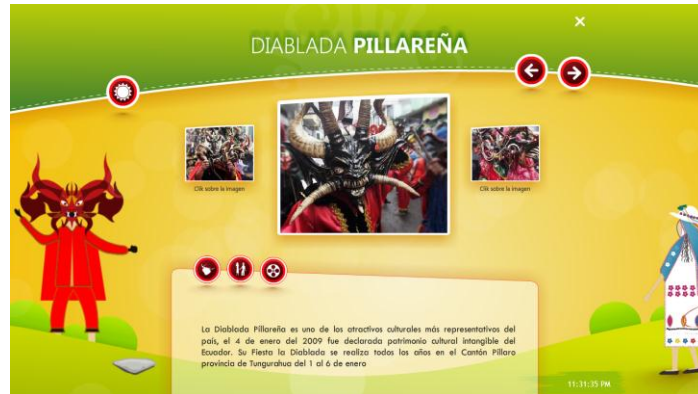 DIABLADA PILLAREÑA
Clik sobre la imagen
Clik sobre la imagen
La Diablada Pillareña es uno de los atractivos culturales más representativos del
país, el 4 de enero del 2009 fue declarada patrimonio cultural intangible del
Ecuador. Su Fiesta la Diablada se realiza todos los años en el Cantón Píllaro
provincia de Tungurahua del 1 al 6 de enero
11:31:35 PM